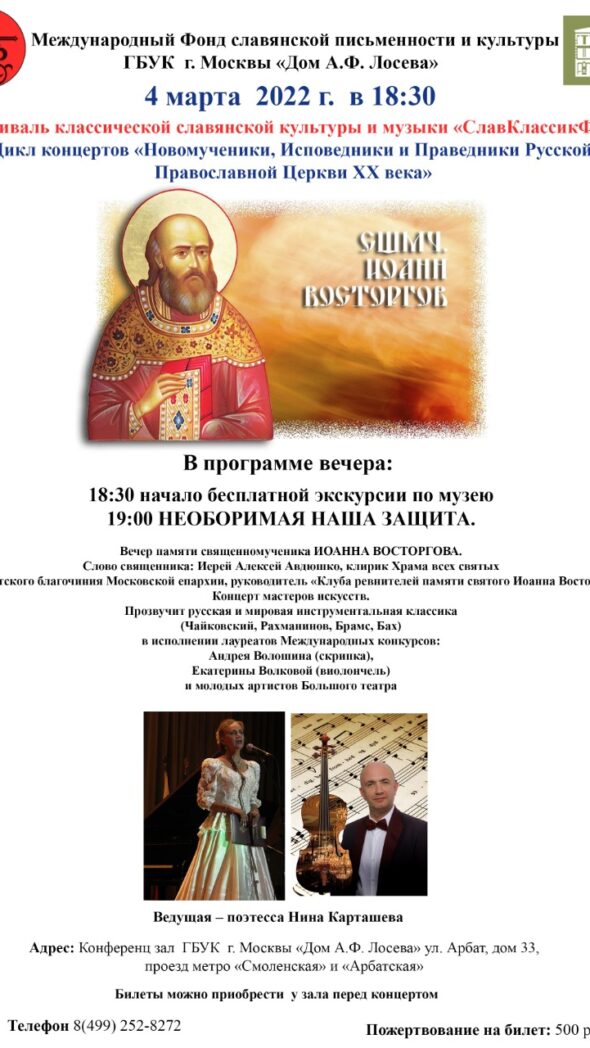 Международный Фонд славянской письменности и культуры
ГБУК г. Москвы «Дом А.Ф. Лосева»
4 марта 2022 г. в 18:30
классической славянской культуры и музыки
концертов «Новомученики, Исповедники и Праведники Русской
Православной Церкви XX века»
СЩМЧ.
ИОАНН
ВОСТОРГОВ
В программе вечера:
18:30 начало бесплатной экскурсии по музею
19:00 НЕОБОРИМАЯ НАША ЗАЩИТА.
Вечер памяти священномученика ИОАННА ВОСТОРГОВА.
Слово священника: Иерей Алексей Авдюшко, клирик Храма всех святых
благочиния Московской епархии, руководитель «Клуба ревнителей памяти святого Иоанна
Концерт мастеров искусств.
Прозвучит русская и мировая инструментальная классика
(Чайковский, Рахманинов, Брамс, Бах)
в исполнении лауреатов Международных конкурсов:
Андрея Волошина (скрипка),
Екатерины Волковой (виолончель)
и молодых артистов Большого театра
Ведущая – поэтесса Нина Карташева
Адрес: Конференц зал ГБУК г. Москвы «Дом А.Ф. Лосева» ул. Арбат, дом 33,
проезд метро «Смоленская» и «Арбатская»
Билеты можно приобрести у зала перед концертом
Телефон 8(499) 252-8272
Пожертвование на билет: 500 р